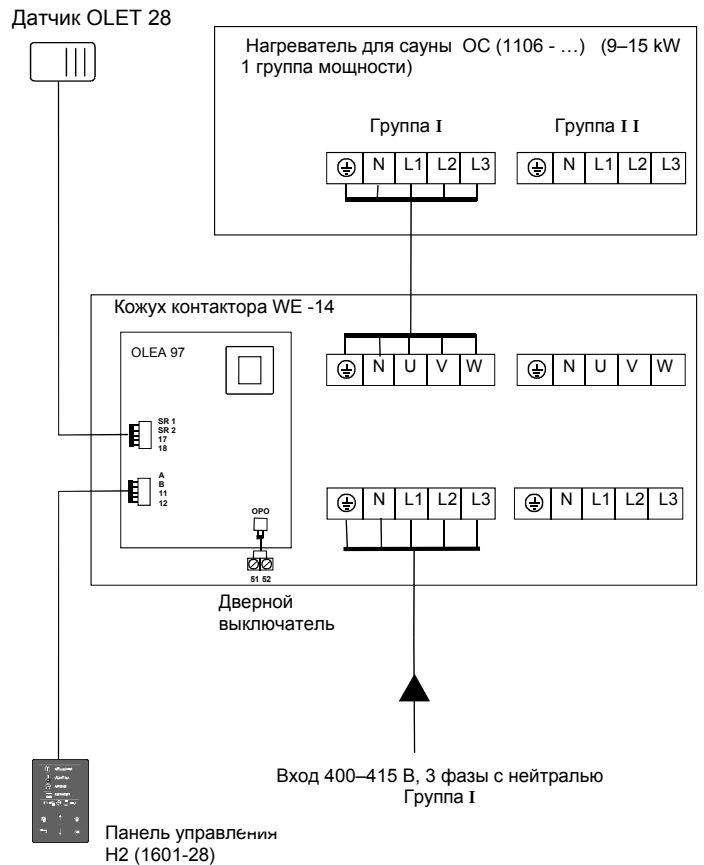 Датчик OLET 28
Нагреватель для сауны ОС (1106 - ...) (9–15 kW
1 группа мощности)
Группа I
Группа I I
N L1 L2 L3
N L1 L2 L3
Кожух контактора WE -14
OLEA 97
N U V W
N U V W
SR 1
SR 2
17
18
A
B
11
12
OPO
51 52
N L1 L2 L3
N L1 L2 L3
Дверной
выключатель
Вход 400–415 В, 3 фазы с нейтралью
Группа I
Панель управления
H2 (1601-28)